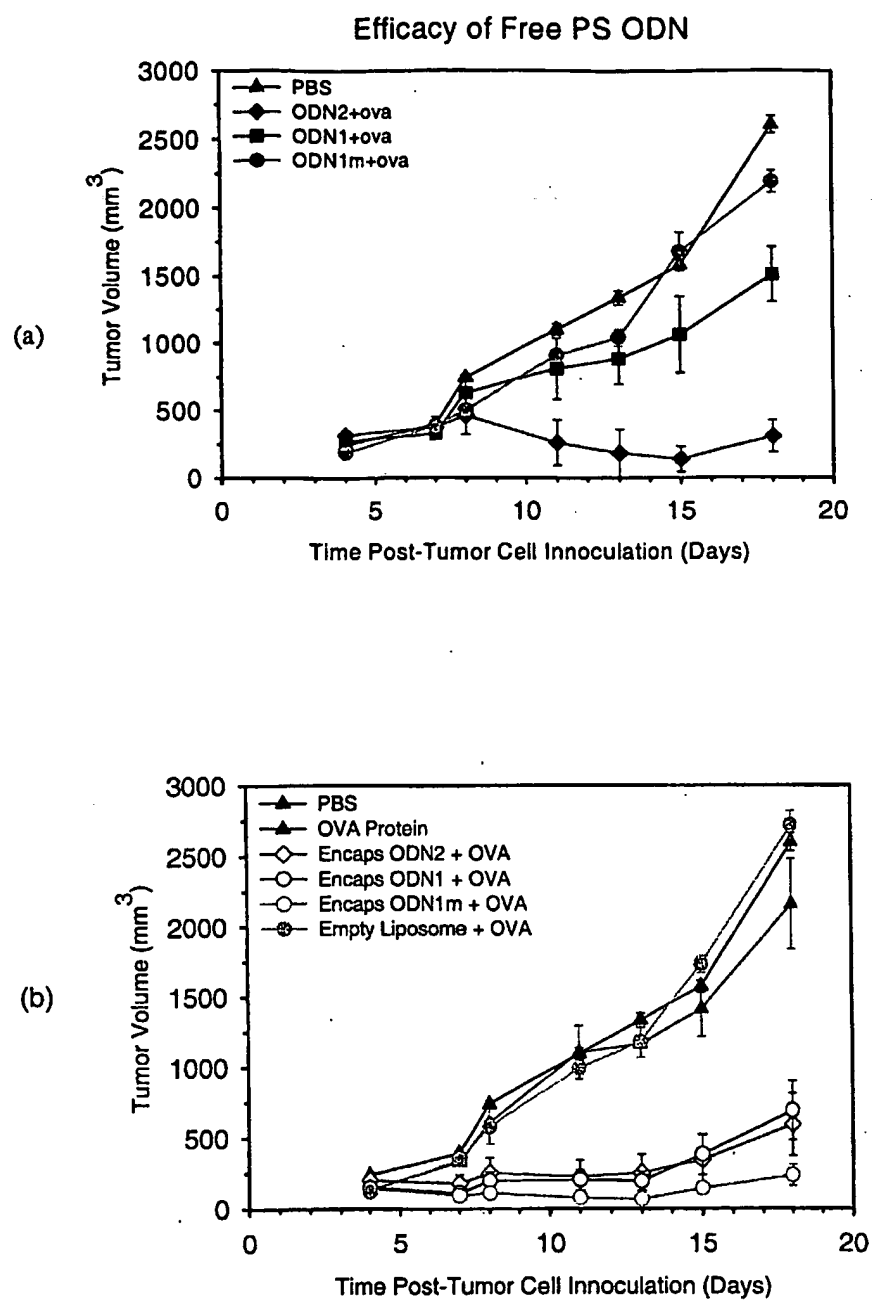 Efficacy of Free PS ODN
3000
2500
2000
1500
1000
500
0
Tumor Volume (mm3)
PBS
ODN2+ova
ODN1+ova
ODN1m+ova
(a)
0 5 10 15 20
Time Post-Tumor Cell Innoculation (Days)
3000
2500
2000
1500
1000
500
0
Tumor Volume (mm3)
PBS
OVA Protein
Encaps ODN2 + OVA
Encaps ODN1 + OVA
Encaps ODN1m + OVA
Empty Liposome + OVA
(b)
0 5 10 15 20
Time Post-Tumor Cell Innoculation (Days)